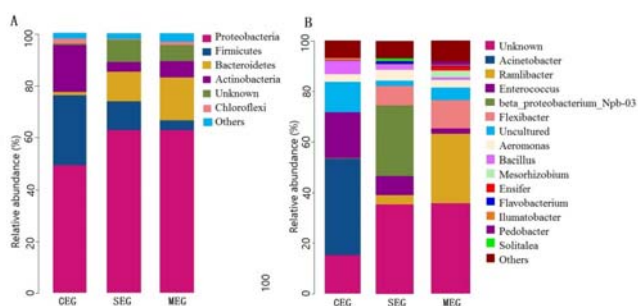 A
Relative abundance (%)
100
80
60
40
20
0
CEG SEG MEG
Proteobacteria
Firmicutes
Bacteroidetes
Actinobacteria
Unknown
Chloroflexi
Others
100
B
Relative abundance (%)
100
80
60
40
20
0
CEG SEG MEG
Unknown
Acinetobacter
Ramlibacter
Enterococcus
beta_proteobacterium_Npb-03
Flexibacter
Uncultured
Aeromonas
Bacillus
Mesorhizobium
Ensifer
Flavobacterium
Ilumatobacter
Pedobacter
Solitalea
Others